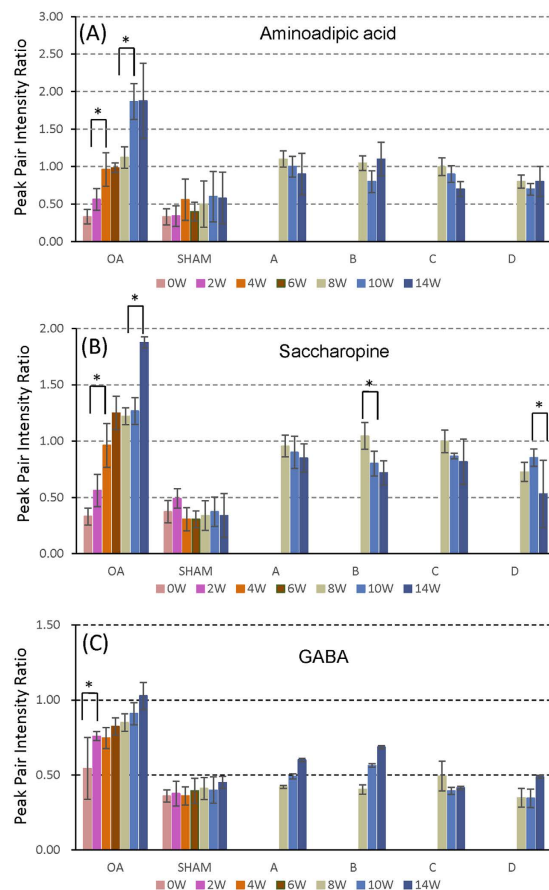 (A)
Aminoadipic acid
Peak Pair Intensity Ratio
3.00
2.50
2.00
1.50
1.00
0.50
0.00
* *
OA SHAM A B C D
0W 2W 4W 6W 8W 10W 14W
(B)
Saccharopine
Peak Pair Intensity Ratio
2.00
1.50
1.00
0.50
0.00
* * * *
OA SHAM A B C D
0W 2W 4W 6W 8W 10W 14W
(C)
GABA
Peak Pair Intensity Ratio
1.50
1.00
0.50
0.00
*
OA SHAM A B C D
0W 2W 4W 6W 8W 10W 14W